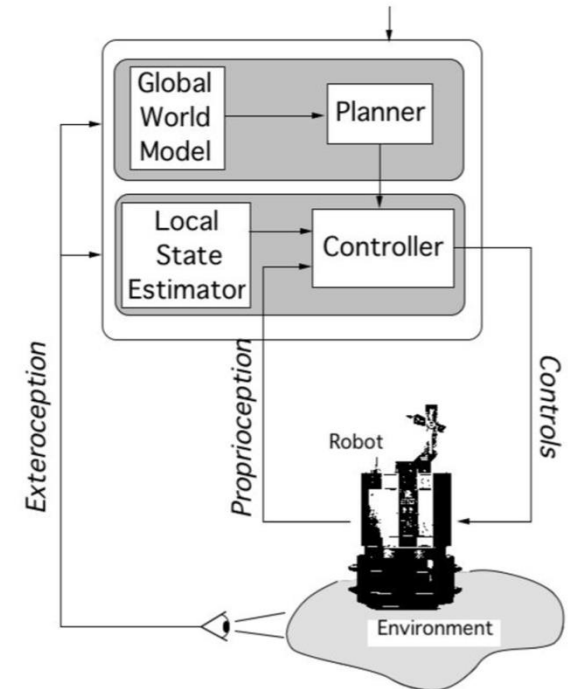 Global
World
Model
Planner
Local
State
Estimator
Controller
Exteroception
Proprioception
Controls
Robot
Environment